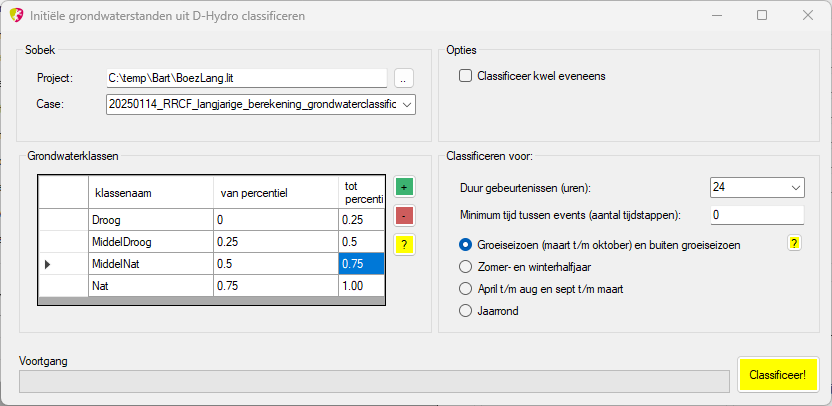 Initiële grondwaterstanden uit D-Hydro classificeren
Sobek
Project: C:\temp\Bart\BoezLang.lit ..
Case: 20250114_RRCF_langjarige_berekening_grondwaterclassific
Opties
Classificeer kwel eveneens
Grondwaterklassen
klassenaam van percentiel tot percenti
Droog 0 0.25
MiddelDroog 0.25 0.5
MiddelNat 0.5 0.75
Nat 0.75 1.00
+
-
?
Classificeren voor:
Duur gebeurtenissen (uren): 24
Minimum tijd tussen events (aantal tijdstappen): 0
Groeiseizoen (maart t/m oktober) en buiten groeiseizoen ?
Zomer- en winterhalfjaar
April t/m aug en sept t/m maart
Jaarrond
Voortgang
Classificeer!